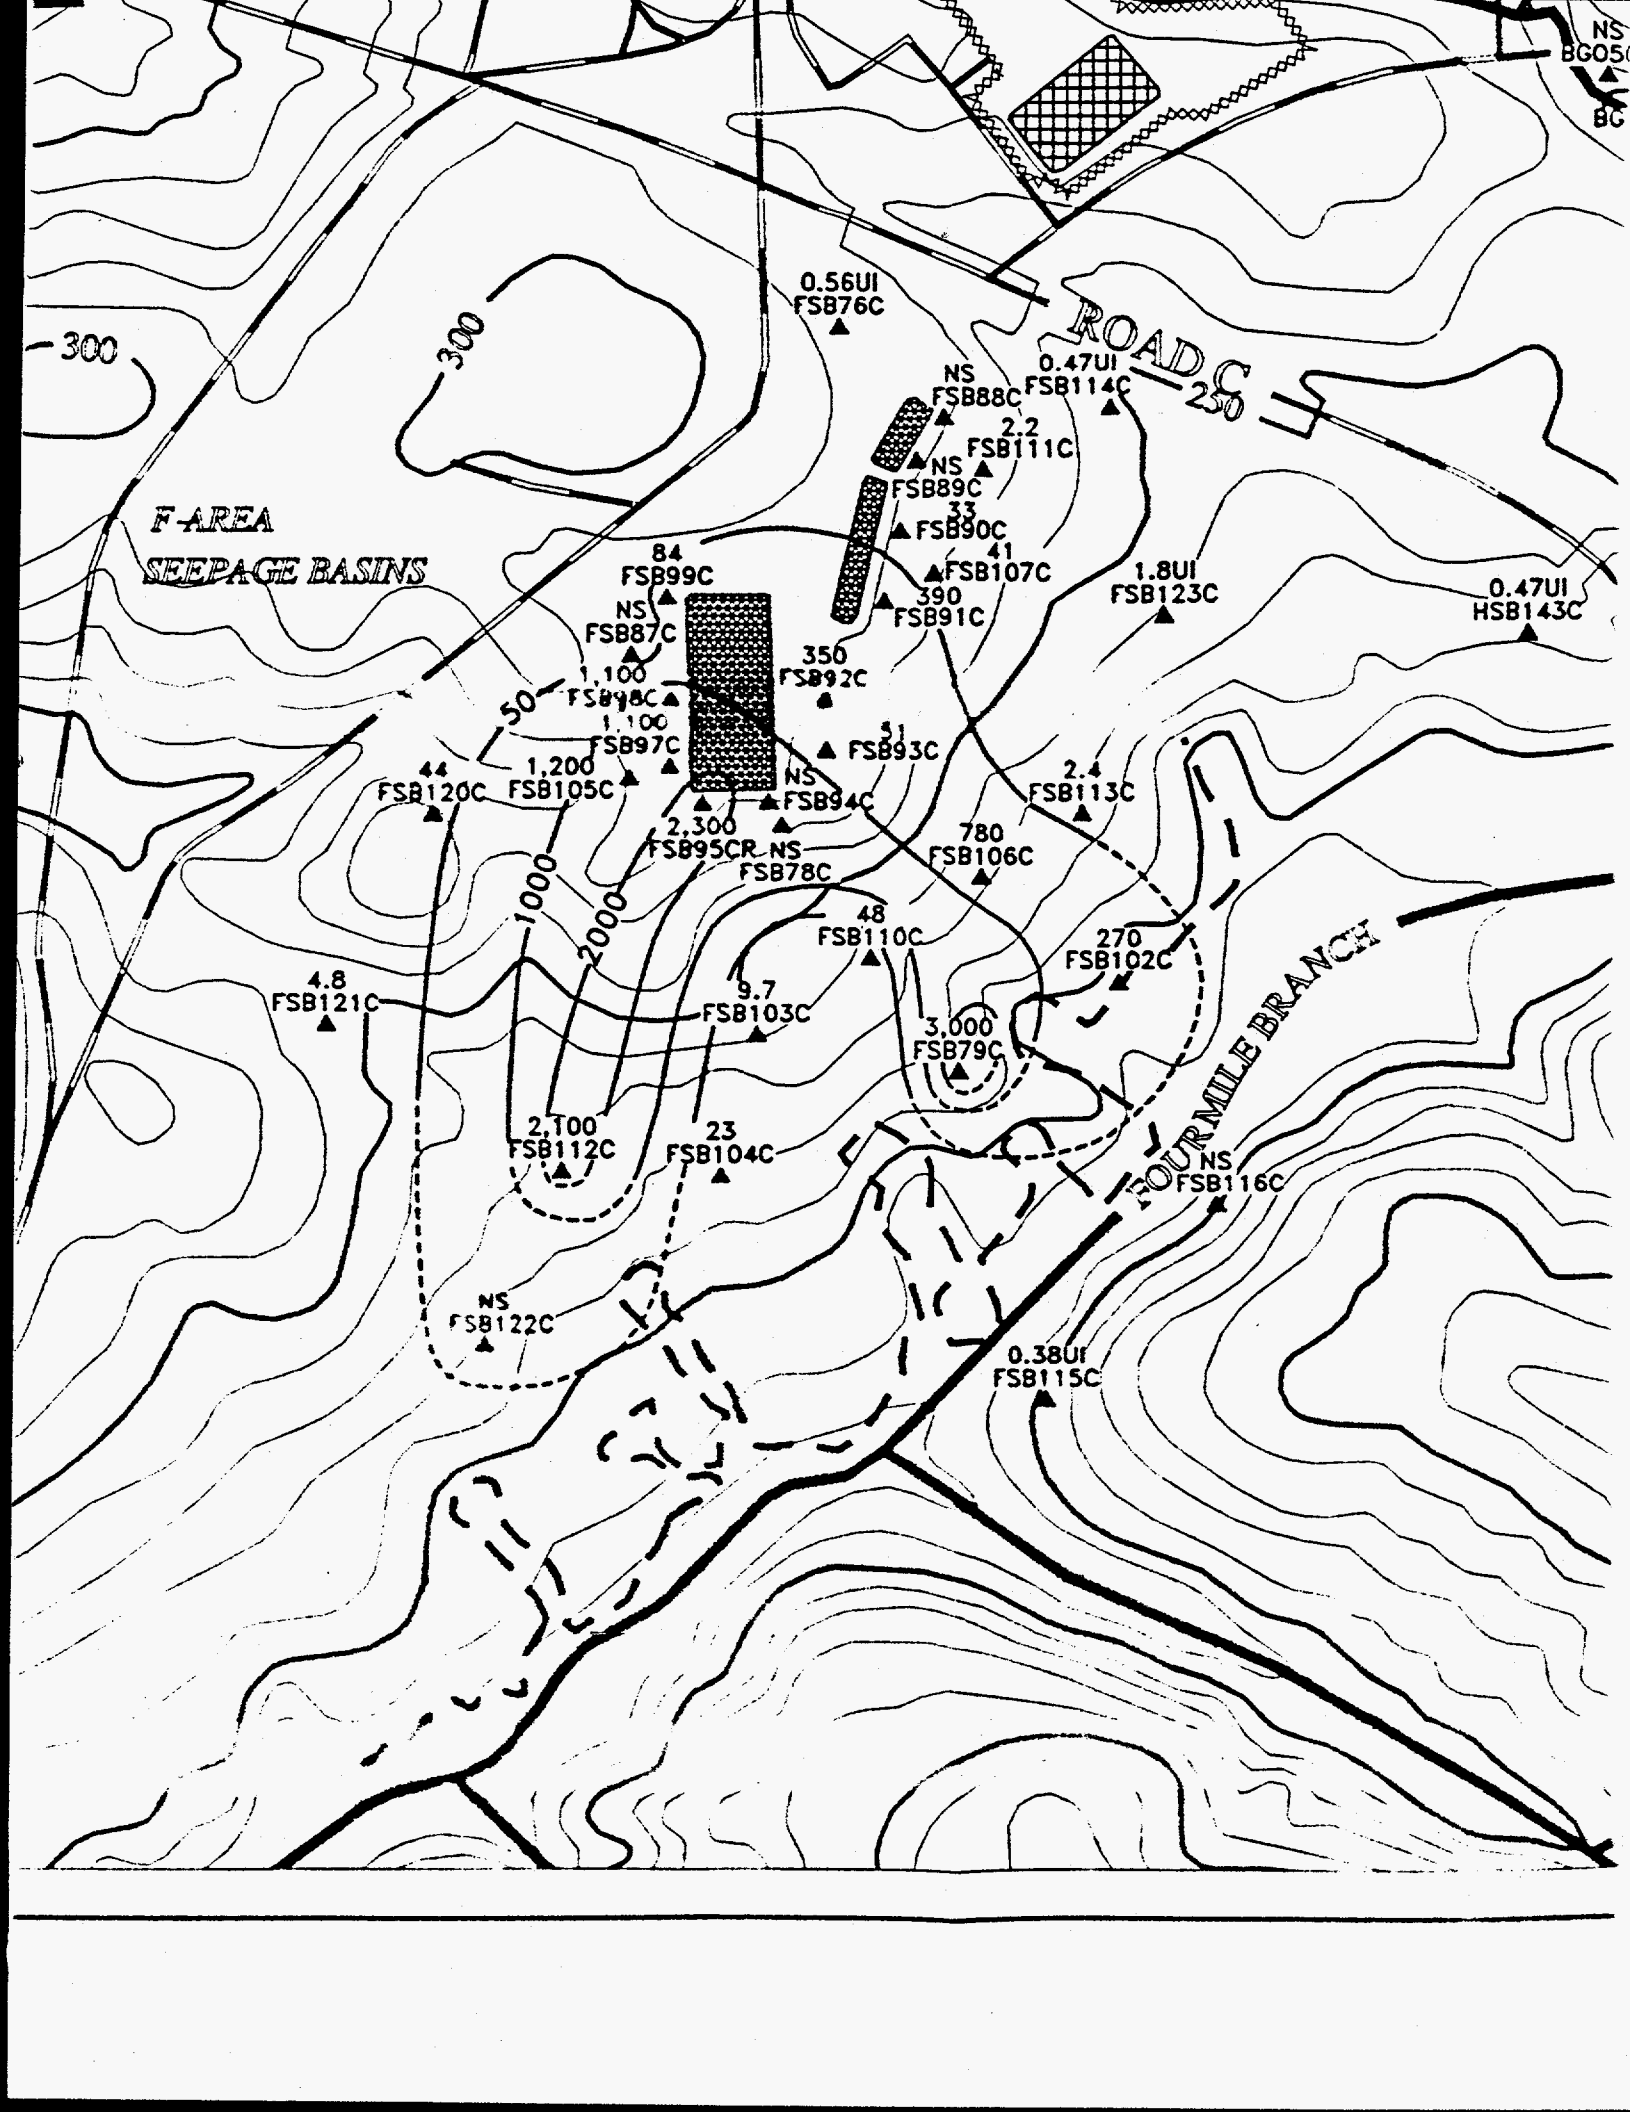 NS
BG05
BG
0.56UI
FSB76C
300
300
ROAD C
250
0.47UI
FSB114C
NS
FSB88C
2.2
FSB111C
NS
FSB89C
33
FSB90C
F-AREA
SEEPAGE BASINS
84
FSB99C
41
FSB107C
1.8UI
FSB123C
0.47UI
HSB143C
390
FSB91C
NS
FSB87C
350
FSB92C
1,100
FSB98C
50
1,100
FSB97C
51
FSB93C
44
FSB120C
1,200
FSB105C
NS
FSB94C
2.4
FSB113C
2,300
FSB95CR
NS
FSB78C
780
FSB106C
1000
2000
48
FSB110C
270
FSB102C
FOURMILE BRANCH
4.8
FSB121C
9.7
FSB103C
3,000
FSB79C
2,100
FSB112C
23
FSB104C
NS
FSB116C
NS
FSB122C
0.38UI
FSB115C